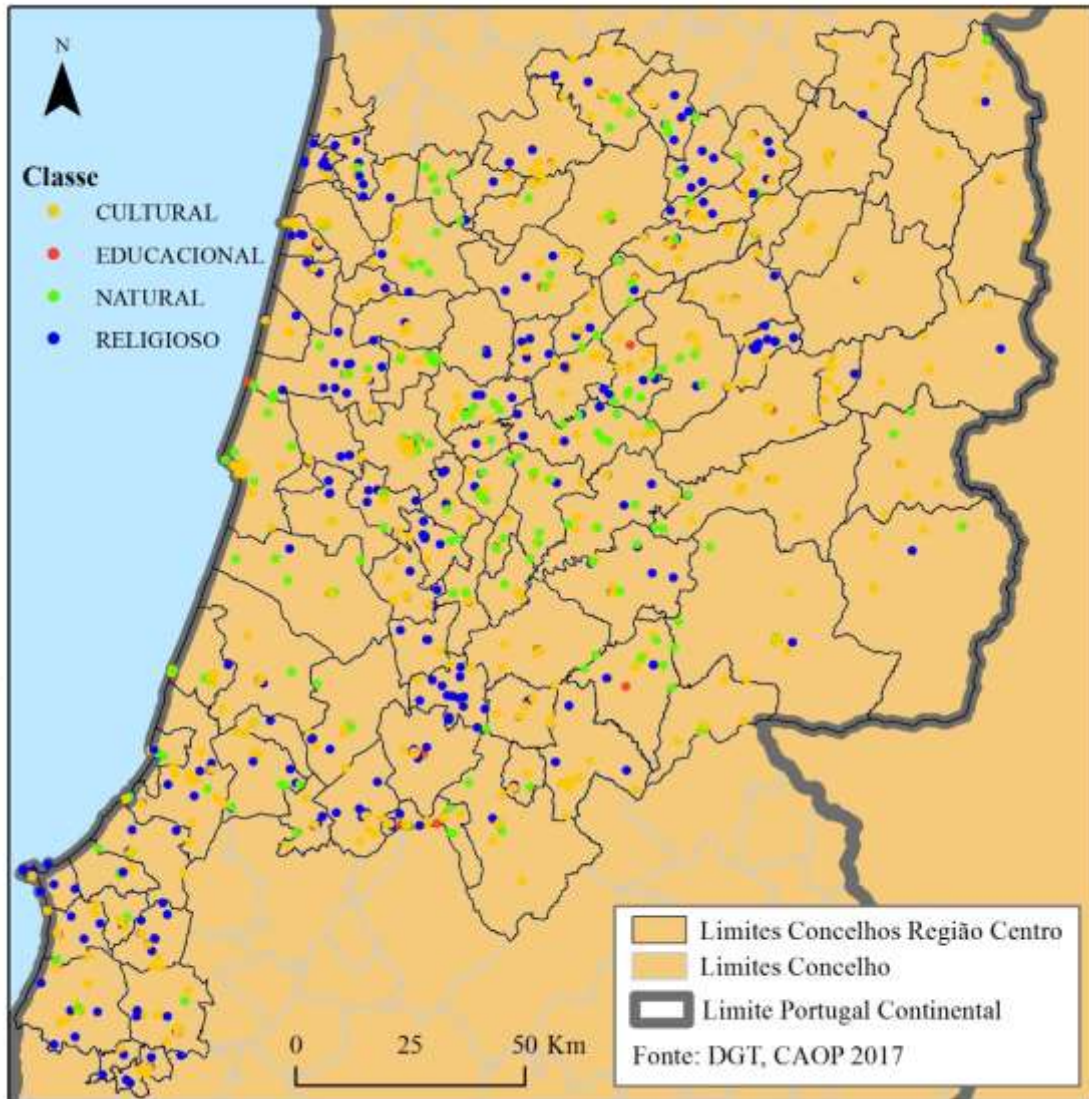 N
Classe
CULTURAL
EDUCACIONAL
NATURAL
RELIGIOSO
Limites Concelhos Região Centro
Limites Concelho
Limite Portugal Continental
Fonte: DGT, CAOP 2017
0 25 50 Km